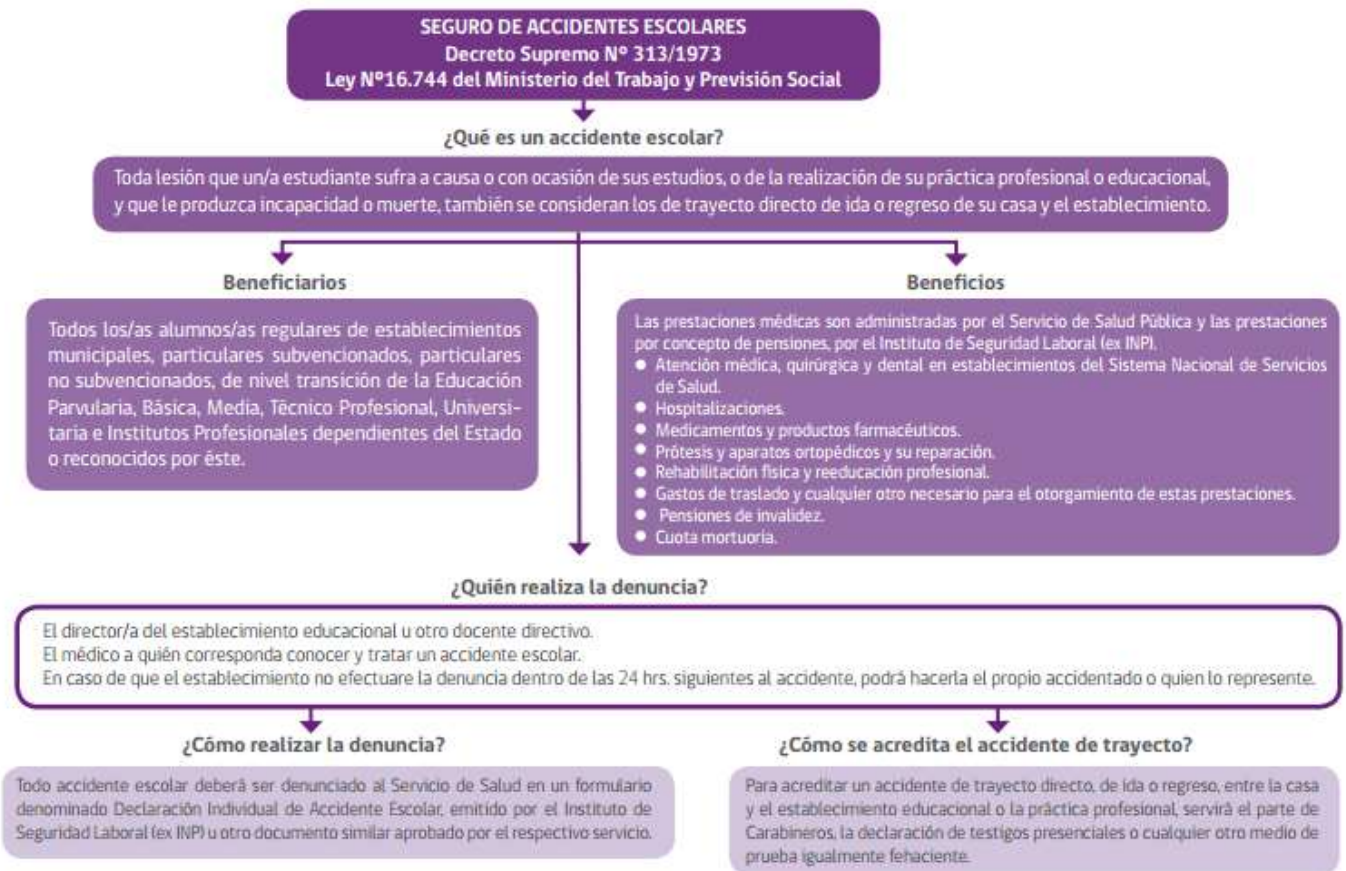 SEGURO DE ACCIDENTES ESCOLARES
Decreto Supremo Nº 313/1973
Ley Nº16.744 del Ministerio del Trabajo y Previsión Social
¿Qué es un accidente escolar?
Toda lesión que un/a estudiante sufra a causa o con ocasión de sus estudios, o de la realización de su práctica profesional o educacional,
y que le produzca incapacidad o muerte, también se consideran los de trayecto directo de ida o regreso de su casa y el establecimiento.
Beneficiarios
Todos los/as alumnos/as regulares de establecimientos
municipales, particulares subvencionados, particulares
no subvencionados, de nivel transición de la Educación
Parvularia, Básica, Media, Técnico Profesional, Universi-
taria e Institutos Profesionales dependientes del Estado
o reconocidos por éste.
Beneficios
Las prestaciones médicas son administradas por el Servicio de Salud Pública y las prestaciones
por concepto de pensiones, por el Instituto de Seguridad Laboral (ex INP).
● Atención médica, quirúrgica y dental en establecimientos del Sistema Nacional de Servicios
de Salud.
● Hospitalizaciones.
● Medicamentos y productos farmacéuticos.
● Prótesis y aparatos ortopédicos y su reparación.
● Rehabilitación física y reeducación profesional.
● Gastos de traslado y cualquier otro necesario para el otorgamiento de estas prestaciones.
● Pensiones de invalidez.
● Cuota mortuoria.
¿Quién realiza la denuncia?
El director/a del establecimiento educacional u otro docente directivo.
El médico a quién corresponda conocer y tratar un accidente escolar.
En caso de que el establecimiento no efectuare la denuncia dentro de las 24 hrs. siguientes al accidente, podrá hacerla el propio accidentado o quien lo represente.
¿Cómo realizar la denuncia?
Todo accidente escolar deberá ser denunciado al Servicio de Salud en un formulario
denominado Declaración Individual de Accidente Escolar, emitido por el Instituto de
Seguridad Laboral (ex INP) u otro documento similar aprobado por el respectivo servicio.
¿Cómo se acredita el accidente de trayecto?
Para acreditar un accidente de trayecto directo, de ida o regreso, entre la casa
y el establecimiento educacional o la práctica profesional, servirá el parte de
Carabineros, la declaración de testigos presenciales o cualquier otro medio de
prueba igualmente fehaciente.